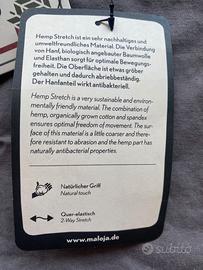 Hemp Stretch ist ein sehr nachhaltiges und
umweltfreundliches Material. Die Verbindung
von Hanf, biologisch angebauter Baumwolle
und Elasthan sorgt für optimale Bewegungs-
freiheit. Die Oberfläche ist etwas gröber
gehalten und dadurch abriebbeständig.
Der Hanfanteil wirkt antibakteriell.
Hemp Stretch is a very sustainable and environ-
mentally friendly material. The combination of
hemp, organically grown cotton and spandex
ensures optimal freedom of movement. The sur-
face of this material is a little coarser and there-
fore resistant to abrasion and the hemp part has
naturally antibacterial properties.
Natürlicher Griff
Natural touch
Quer-elastisch
2-Way Stretch
www.maloja.de
subito